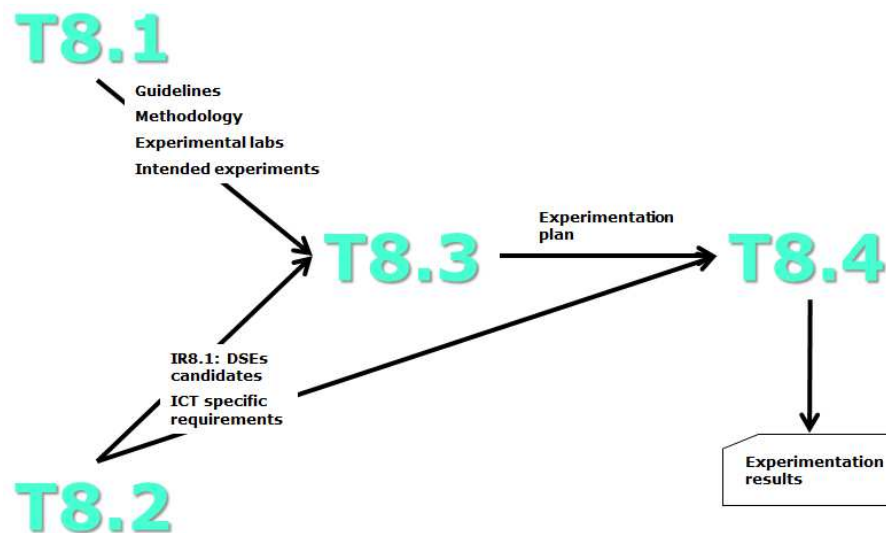 T8.1
Guidelines
Methodology
Experimental labs
Intended experiments
T8.3
Experimentation
plan
T8.4
IR8.1: DSEs
candidates
ICT specific
requirements
T8.2
Experimentation
results